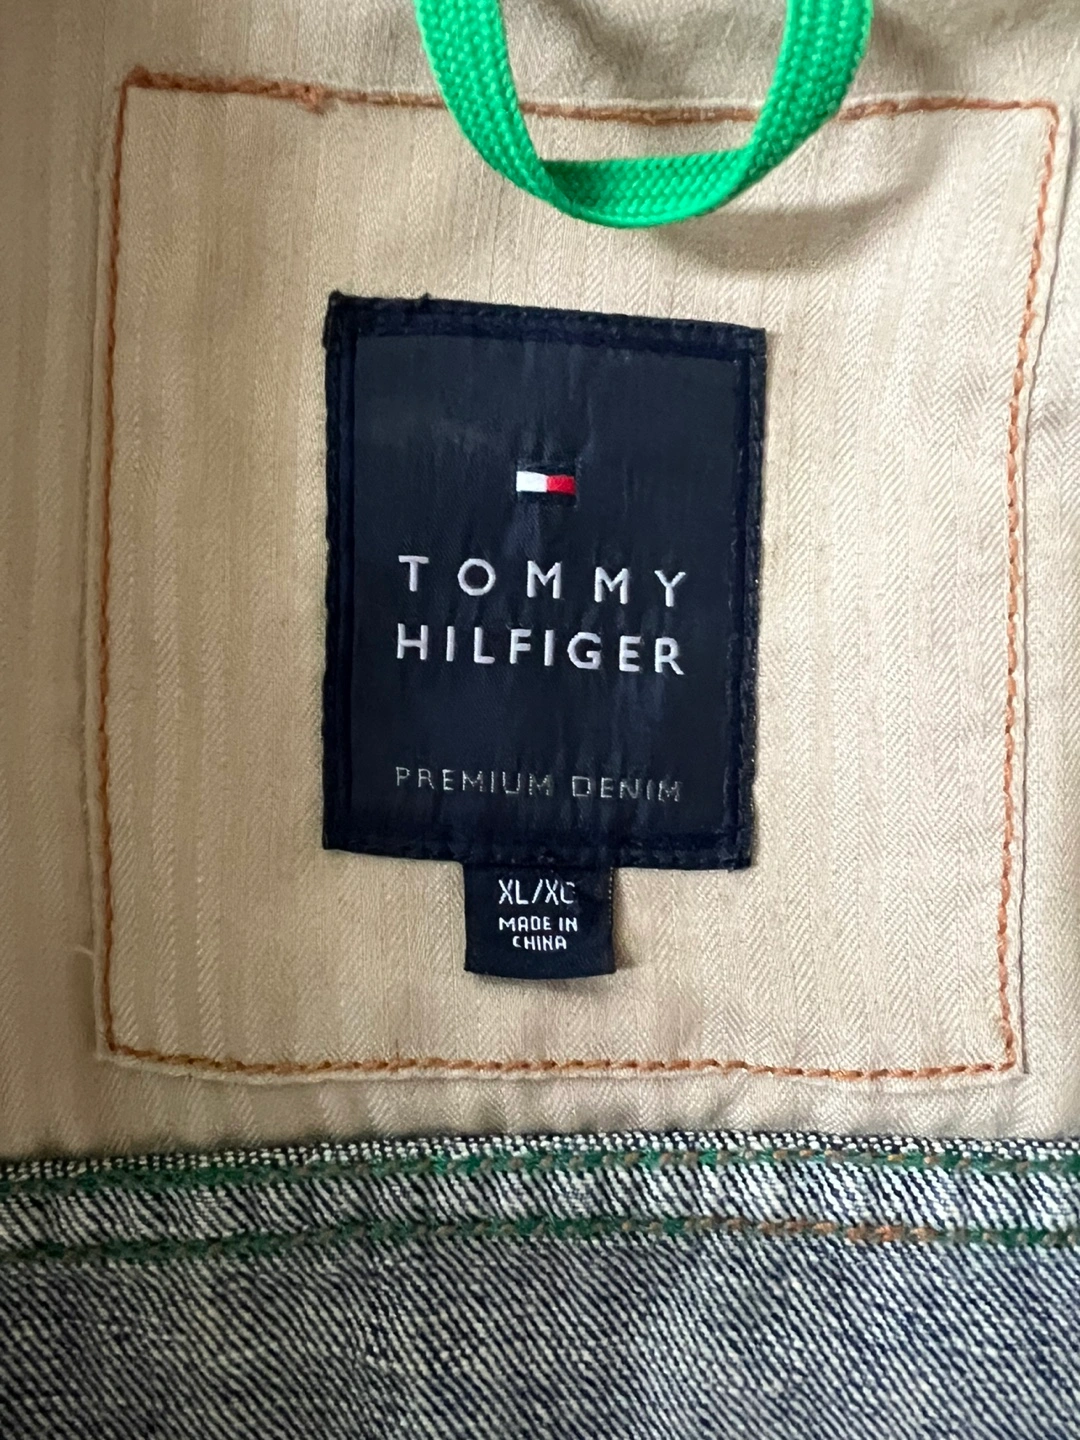 TOMMY
HILFIGER
PREMIUM DENIM
XL/XG
MADE IN
CHINA